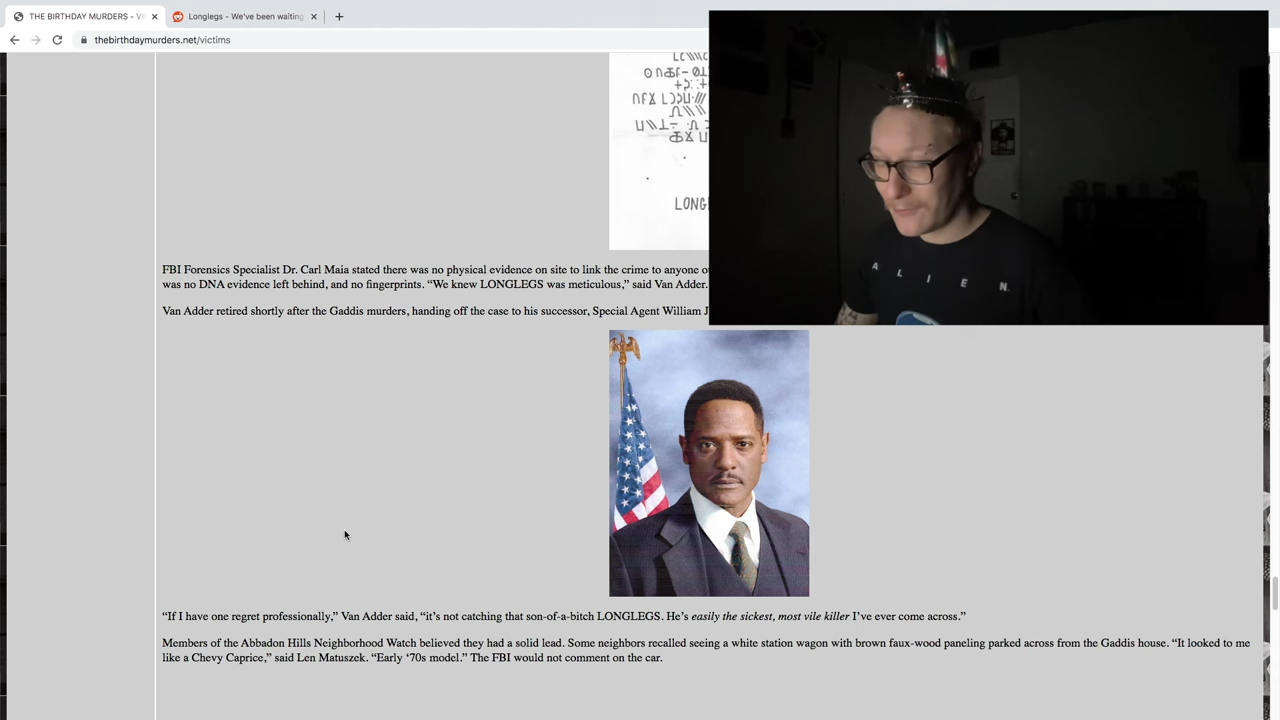 THE BIRTHDAY MURDERS - VI
Longlegs - We've been waiting
thebirthdaymurders.net/victims
LONGL
A L I E N.
FBI Forensics Specialist Dr. Carl Maia stated there was no physical evidence on site to link the crime to anyone
was no DNA evidence left behind, and no fingerprints. “We knew LONGLEGS was meticulous,” said Van Adder.
Van Adder retired shortly after the Gaddis murders, handing off the case to his successor, Special Agent William J
“If I have one regret professionally,” Van Adder said, “it’s not catching that son-of-a-bitch LONGLEGS. He’s easily the sickest, most vile killer I’ve ever come across.”
Members of the Abbadon Hills Neighborhood Watch believed they had a solid lead. Some neighbors recalled seeing a white station wagon with brown faux-wood paneling parked across from the Gaddis house. “It looked to me
like a Chevy Caprice,” said Len Matuszek. “Early ‘70s model.” The FBI would not comment on the car.